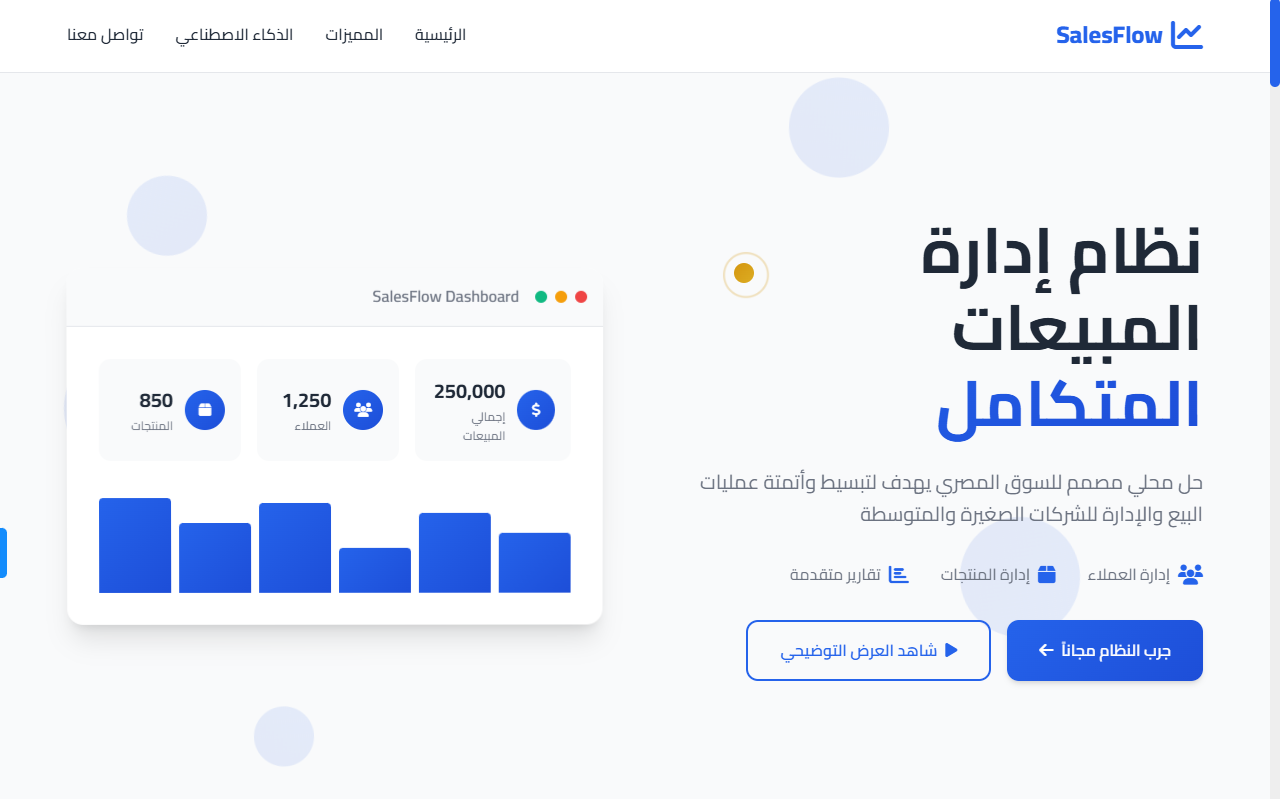 SalesFlow
الرئيسية
المميزات
الذكاء الاصطناعي
تواصل معنا
نظام إدارة
المبيعات
المتكامل
حل محلي مصمم للسوق المصري يهدف لتبسيط وأتمتة عمليات
البيع والإدارة للشركات الصغيرة والمتوسطة
إدارة العملاء
إدارة المنتجات
تقارير متقدمة
جرب النظام مجاناً
شاهد العرض التوضيحي
SalesFlow Dashboard
250,000
إجمالي
المبيعات
1,250
العملاء
850
المنتجات